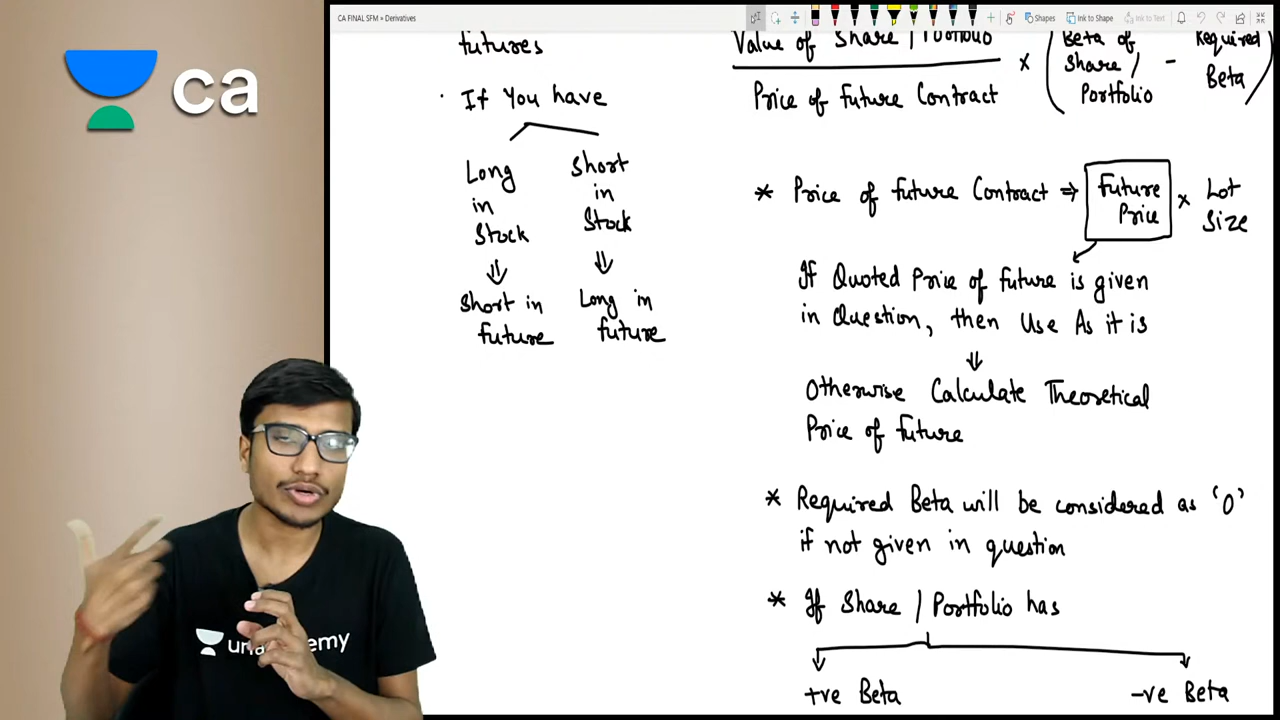 CA FINAL SFM » Derivatives
Shapes
Ink to Shape
Ink to Text
ca
futures
If You have
Long
in
Stock
Short in
future
Short
in
Stock
Long in
future
Value of Share / Portfolio
Price of future Contract
×
Beta of
Share /
Portfolio
-
Required
Beta
* Price of future Contract ⇒ future Price × Lot Size
If Quoted Price of future is given
in Question, then Use As it is
Otherwise Calculate Theoretical
Price of future
* Required Beta will be considered as '0'
if not given in question
* If Share / Portfolio has
+ve Beta
-ve Beta